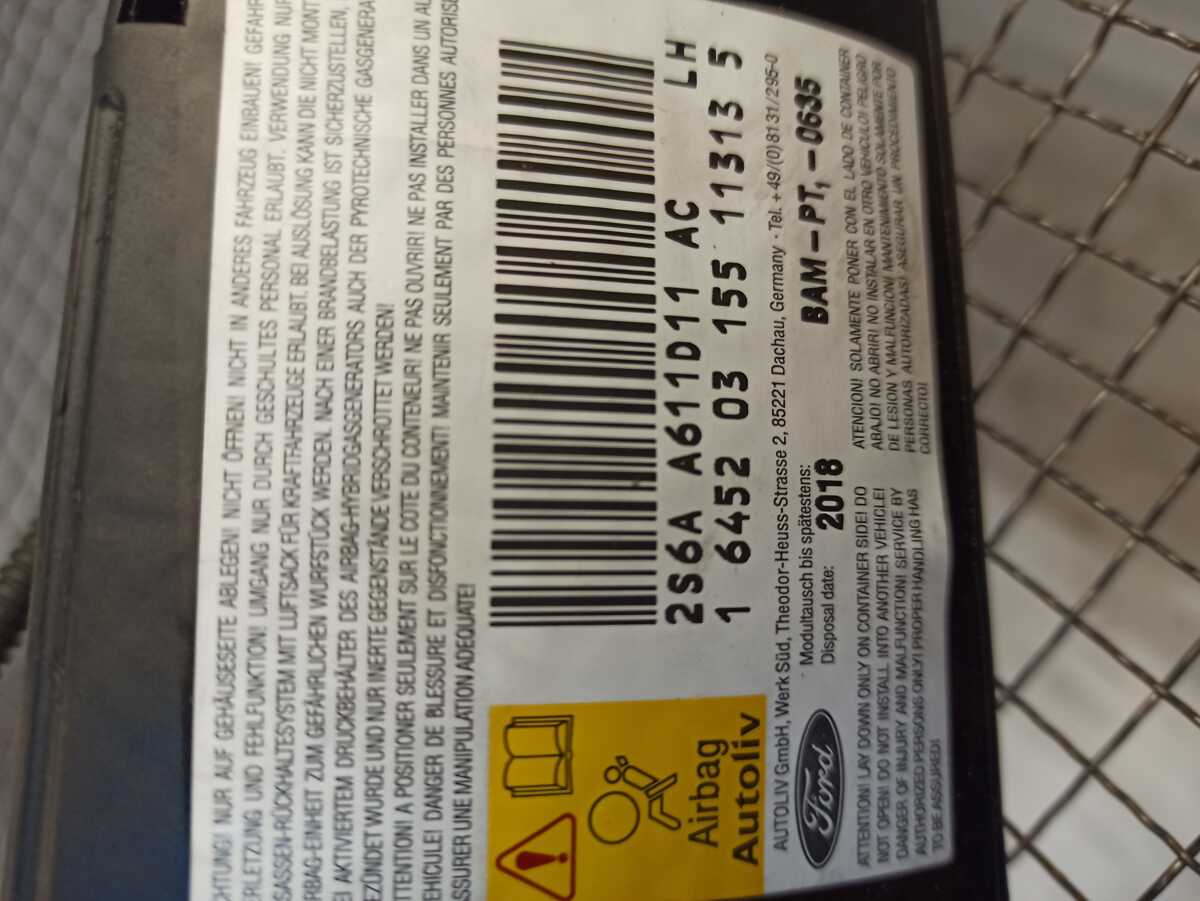 CHTUNG! NUR AUF GEHÄUSESEITE ABLEGEN! NICHT ÖFFNEN! NICHT IN ANDERES FAHRZEUG EINBAUEN! GEFAHR
ERLETZUNG UND FEHLFUNKTION! UMGANG NUR DURCH GESCHULTES PERSONAL ERLAUBT. VERWENDUNG NUR
SASSEN-RÜCKHALTESYSTEM MIT LUFTSACK FÜR KRAFTFAHRZEUGE ERLAUBT. BEI AUSLÖSUNG KANN DIE NICHT MONT
RBAG-EINHEIT ZUM GEFÄHRLICHEN WURFSTÜCK WERDEN. NACH EINER BRANDBELASTUNG IST SICHERZUSTELLEN,
EI AKTIVIERTEM DRUCKBEHÄLTER DES AIRBAG-HYBRIDGASGENERATORS AUCH DER PYROTECHNISCHE GASGENERA
EZÜNDET WURDE UND NUR INERTE GEGENSTÄNDE VERSCHROTTET WERDEN!
TTENTION! A POSITIONER SEULEMENT SUR LE COTE DU CONTENEUR! NE PAS OUVRIR! NE PAS INSTALLER DANS UN AU
EHICULE! DANGER DE BLESSURE ET DISFONCTIONNEMENT! MAINTENIR SEULEMENT PAR DES PERSONNES AUTORISE
SSURER UNE MANIPULATION ADEQUATE!
2S6A A611D11 AC LH
1 6452 03 155 11313 5
Airbag
Autoliv
AUTOLIV GmbH, Werk Süd, Theodor-Heuss-Strasse 2, 85221 Dachau, Germany · Tel. +49/(0)8131/295-0
Ford
Modultausch bis spätestens:
Disposal date: 2018
BAM-PT,-0635
ATTENTION! LAY DOWN ONLY ON CONTAINER SIDE! DO
NOT OPEN! DO NOT INSTALL INTO ANOTHER VEHICLE!
DANGER OF INJURY AND MALFUNCTION! SERVICE BY
AUTHORIZED PERSONS ONLY! PROPER HANDLING HAS
TO BE ASSURED!
ATENCION! SOLAMENTE PONER CON EL LADO DE CONTAINER
ABAJO! NO ABRIR! NO INSTALAR EN OTRO VEHICULO! PELIGRO
DE LESION Y MALFUNCION! MANTENIMIENTO SOLAMENTE POR
PERSONAS AUTORIZADAS! ASEGURAR UN PROCEDIMIENTO
CORRECTO!